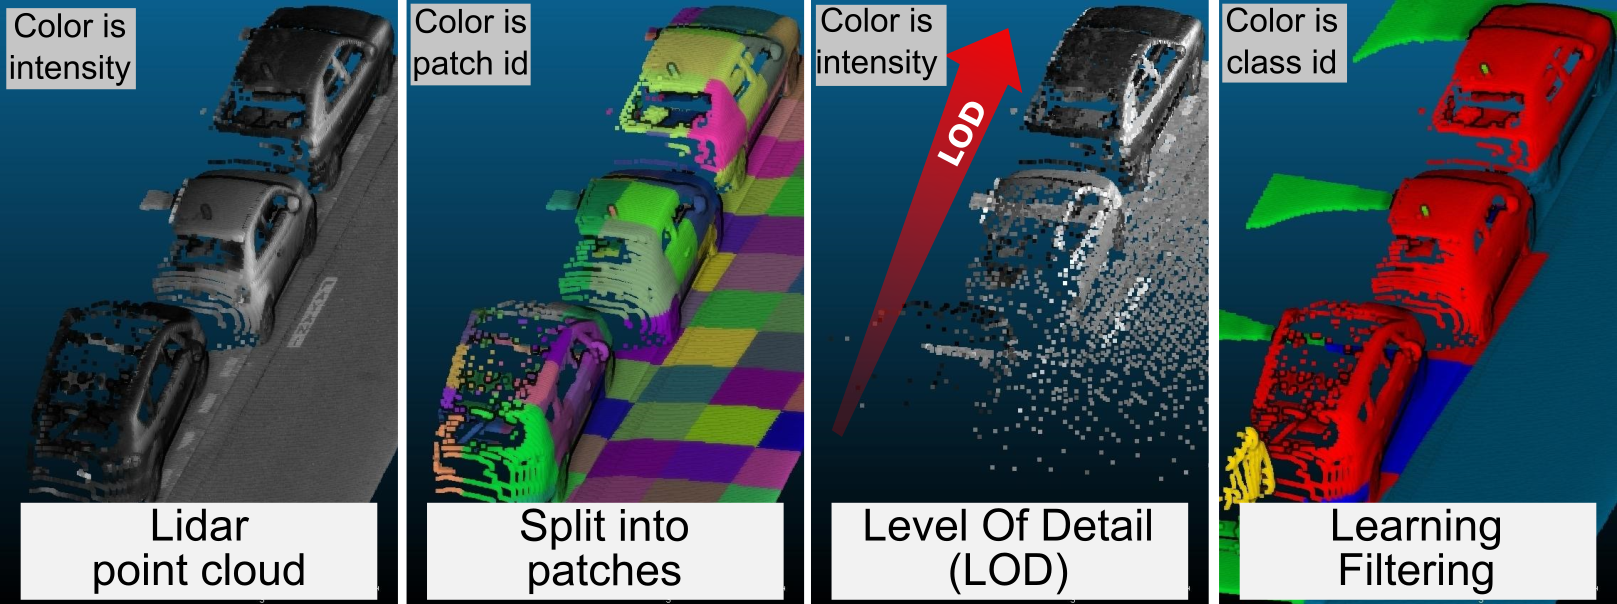 Color is
intensity
Color is
patch id
Color is
intensity
LOD
Color is
class id
Lidar
point cloud
Split into
patches
Level Of Detail
(LOD)
Learning
Filtering